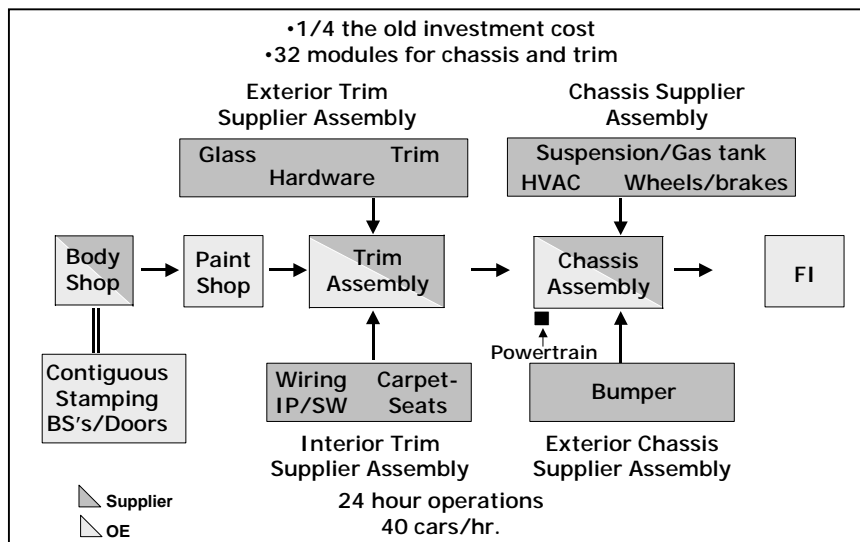 •1/4 the old investment cost
•32 modules for chassis and trim
Exterior Trim
Supplier Assembly
Chassis Supplier
Assembly
Glass Trim
Hardware
Suspension/Gas tank
HVAC Wheels/brakes
Body
Shop
Paint
Shop
Trim
Assembly
Chassis
Assembly
FI
Powertrain
Contiguous
Stamping
BS's/Doors
Wiring Carpet-
IP/SW Seats
Bumper
Interior Trim
Supplier Assembly
Exterior Chassis
Supplier Assembly
Supplier
OE
24 hour operations
40 cars/hr.